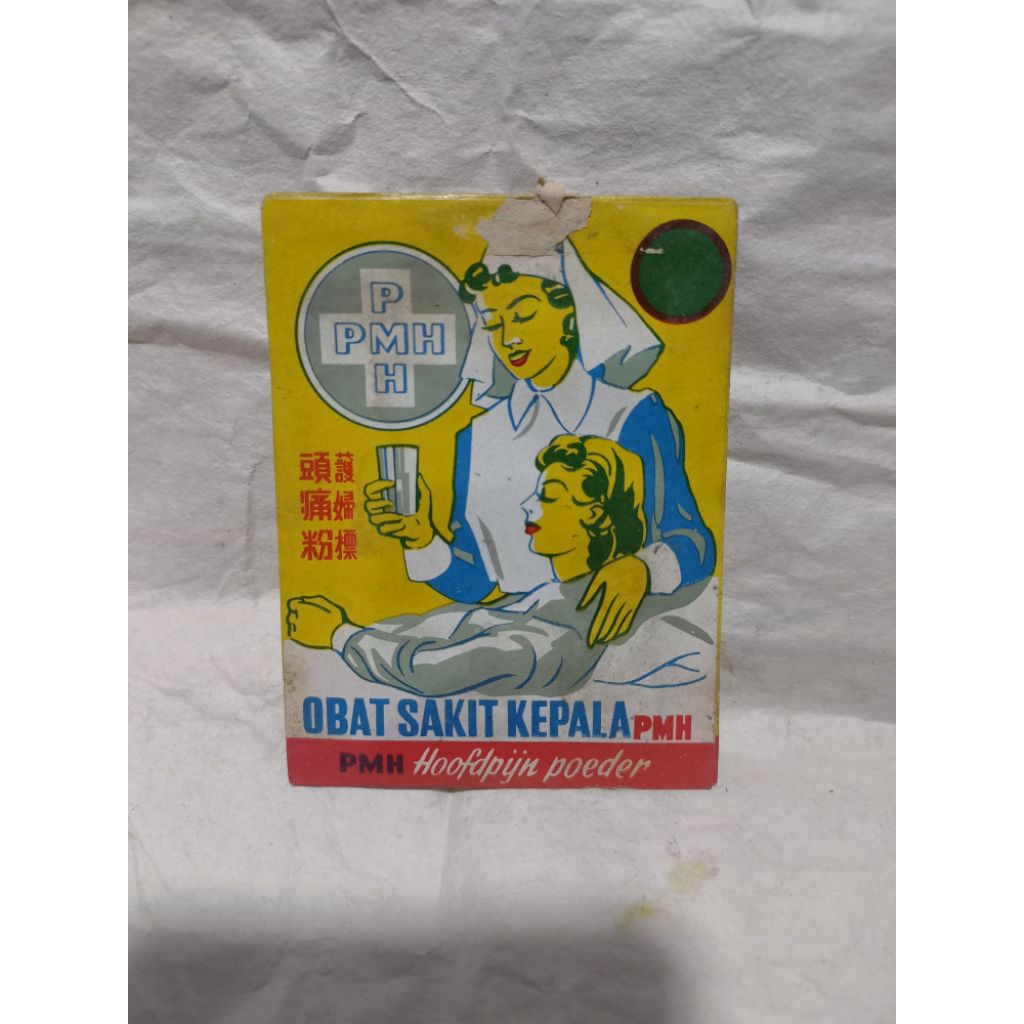 P
PMH
H
護婦標
頭痛粉
OBAT SAKIT KEPALA PMH
PMH Hoofdpijn poeder